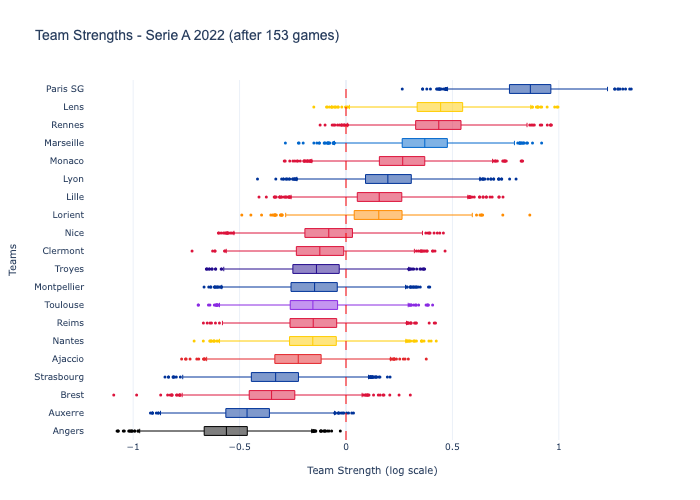 Team Strengths - Serie A 2022 (after 153 games)
Paris SG
Lens
Rennes
Marseille
Monaco
Lyon
Lille
Lorient
Nice
Clermont
Troyes
Montpellier
Toulouse
Reims
Nantes
Ajaccio
Strasbourg
Brest
Auxerre
Angers
Teams
−1 −0.5 0 0.5 1
Team Strength (log scale)